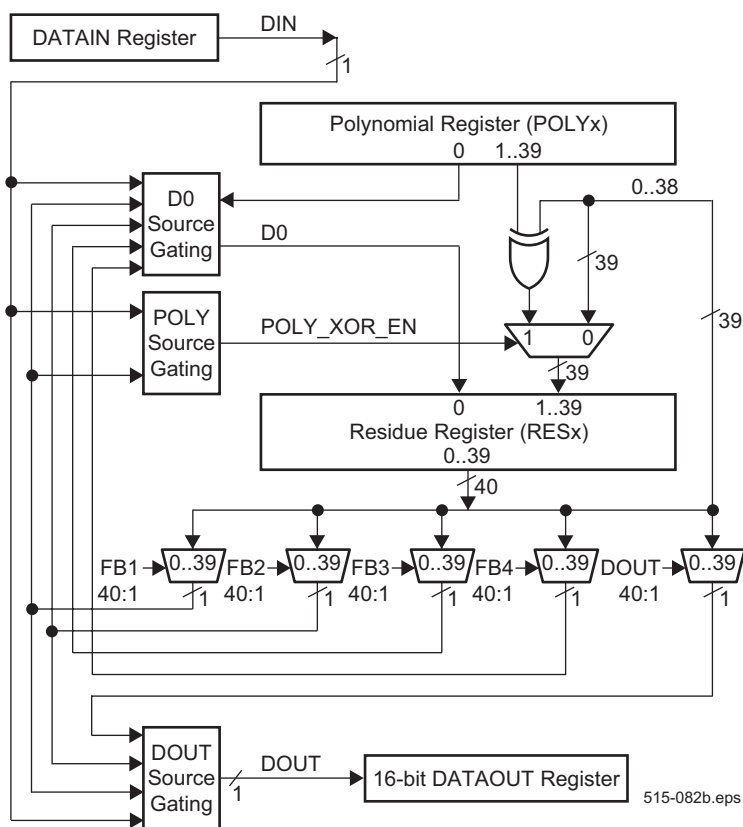 DATAIN Register
DIN
1
Polynomial Register (POLYx)
0 1..39
0..38
D0
Source
Gating
D0
39
39
POLY
Source
Gating
POLY_XOR_EN
1 0
39
0 1..39
Residue Register (RESx)
0..39
40
FB1 0..39 FB2 0..39 FB3 0..39 FB4 0..39 DOUT 0..39
40:1 1 40:1 1 40:1 1 40:1 1 40:1 1
DOUT
Source
Gating
DOUT
1
16-bit DATAOUT Register
515-082b.eps